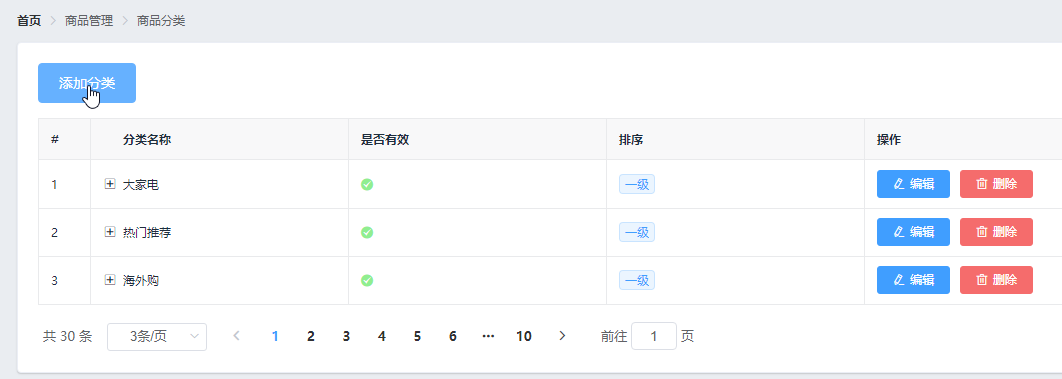 首页 > 商品管理 > 商品分类
添加分类
# 分类名称 是否有效 排序 操作
1 大家电 一级 编辑 删除
2 热门推荐 一级 编辑 删除
3 海外购 一级 编辑 删除
共 30 条 3条/页 < 1 2 3 4 5 6 ··· 10 > 前往 1 页